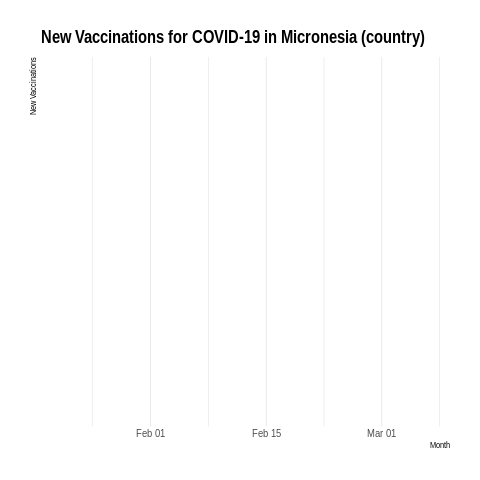 New Vaccinations for COVID-19 in Micronesia (country)
New Vaccinations
Feb 01
Feb 15
Mar 01
Month